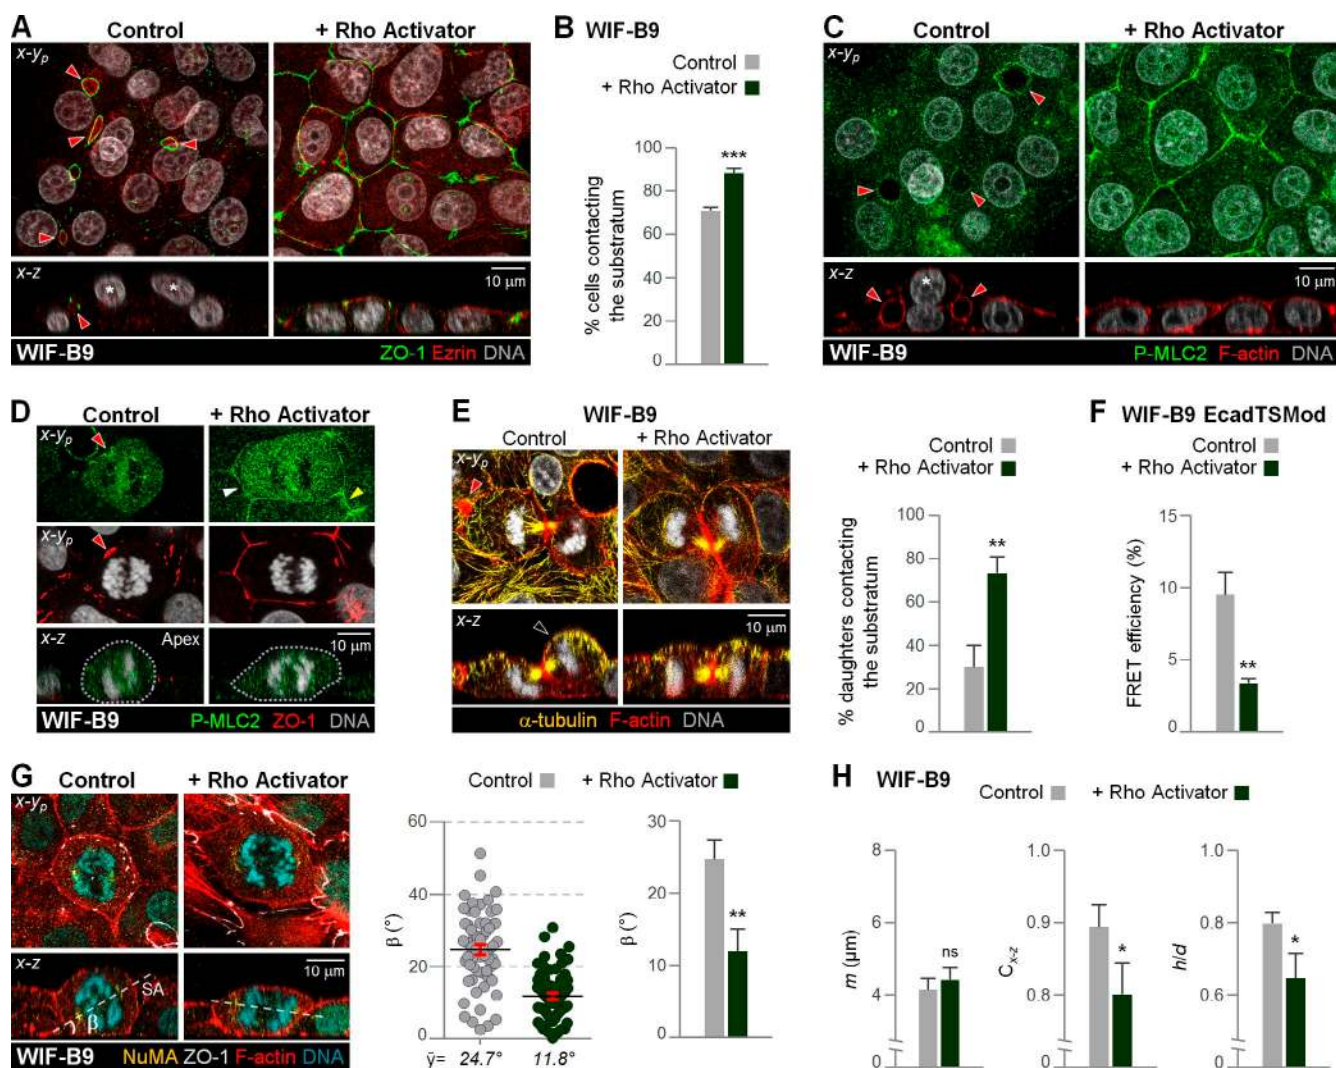 A
Control
+ Rho Activator
x-yp
x-z
*
*
10 µm
WIF-B9
ZO-1 Ezrin DNA
B WIF-B9
Control
+ Rho Activator
% cells contacting
the substratum
100
80
60
40
20
0
***
C
Control
+ Rho Activator
x-yp
x-z
*
10 µm
WIF-B9
P-MLC2 F-actin DNA
D
Control
+ Rho Activator
x-yp
x-yp
x-z
Apex
10 µm
WIF-B9
P-MLC2 ZO-1 DNA
E
WIF-B9
Control
+ Rho Activator
x-yp
x-z
10 µm
α-tubulin F-actin DNA
Control
+ Rho Activator
% daughters contacting
the substratum
100
80
60
40
20
0
**
F WIF-B9 EcadTSMod
Control
+ Rho Activator
FRET efficiency (%)
15
10
5
0
**
G
Control
+ Rho Activator
x-yp
x-z
SA
β
10 µm
WIF-B9
NuMA ZO-1 F-actin DNA
Control
+ Rho Activator
β (°)
60
40
20
0
ȳ= 24.7° 11.8°
β (°)
30
20
10
0
**
H WIF-B9
Control
+ Rho Activator
m (µm)
8
6
4
0
ns
Cx-z
1.0
0.9
0.8
0
*
h/d
1.0
0.8
0.6
0
*